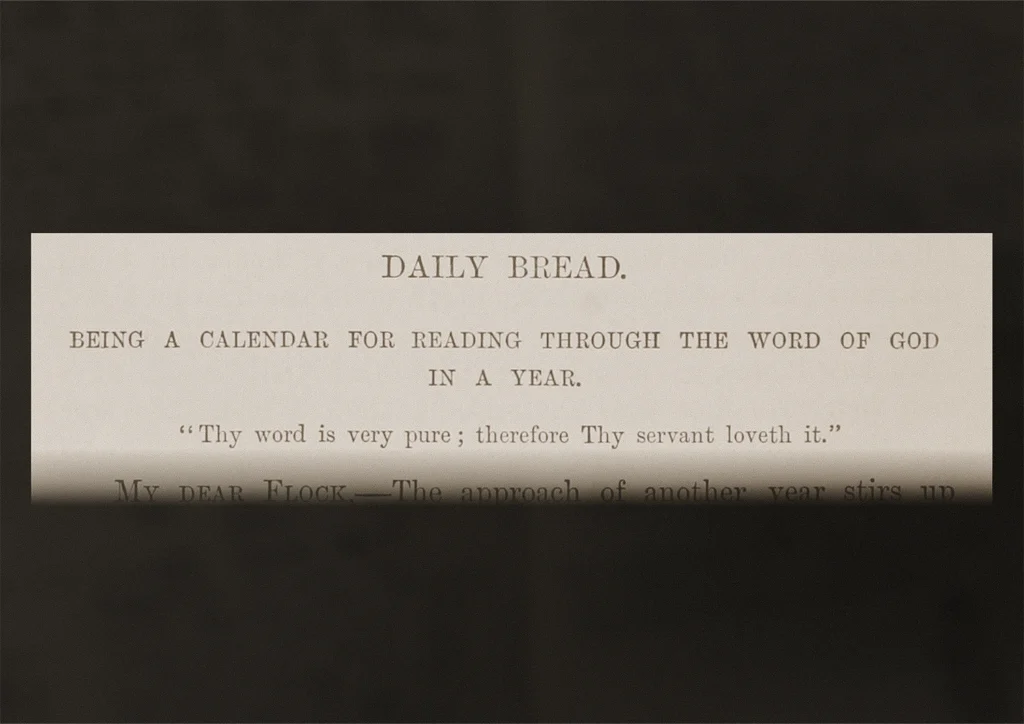 DAILY BREAD.
BEING A CALENDAR FOR READING THROUGH THE WORD OF GOD
IN A YEAR.
“Thy word is very pure ; therefore Thy servant loveth it.”
My dear Flock.—The approach of another year stirs up